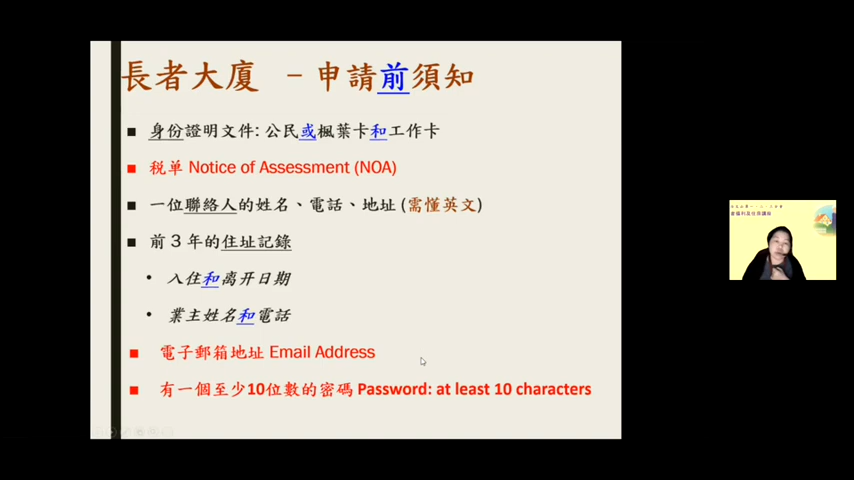 長者大廈 －申請前須知
身份證明文件: 公民或楓葉卡和工作卡
税单 Notice of Assessment (NOA)
一位聯絡人的姓名、電話、地址 (需懂英文)
前 3 年的住址記錄
入住和离开日期
業主姓名和電話
電子郵箱地址 Email Address
有一個至少10位數的密碼 Password: at least 10 characters